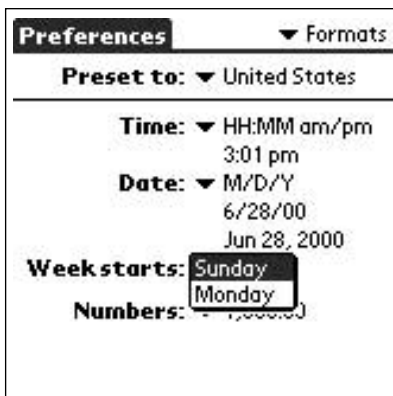 Preferences ▼ Formats
Preset to: ▼ United States
Time: ▼ HH:MM am/pm
3:01 pm
Date: ▼ M/D/Y
6/28/00
Jun 28, 2000
Week starts: Sunday
Monday
Numbers: